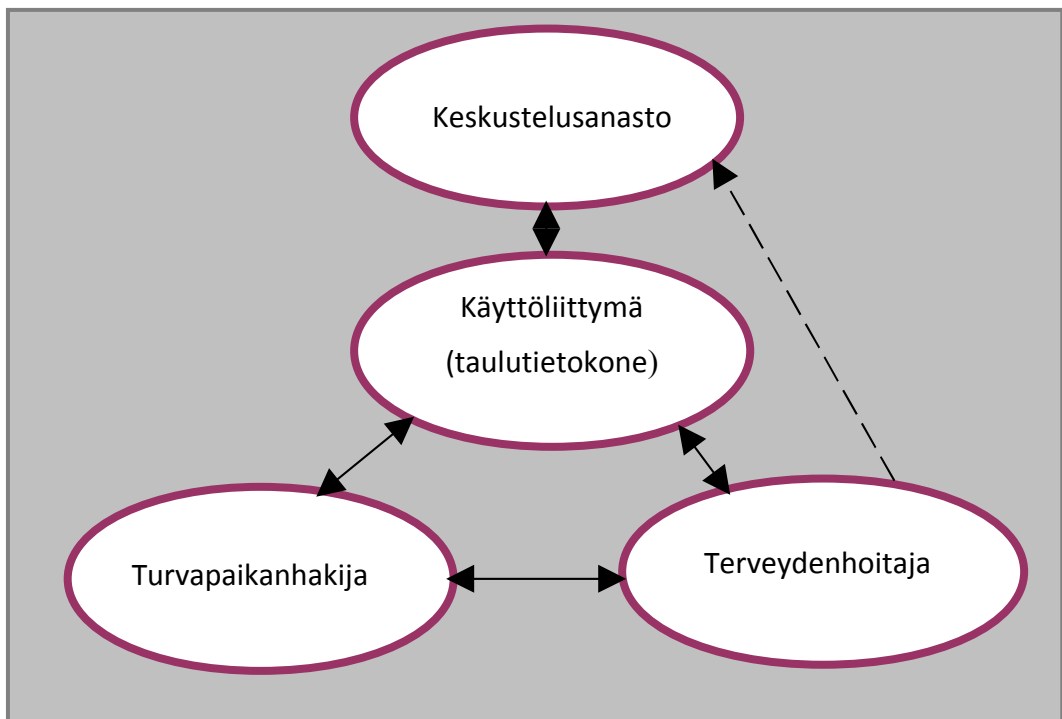 Keskustelusanasto
Käyttöliittymä
(taulutietokone)
Turvapaikanhakija
Terveydenhoitaja